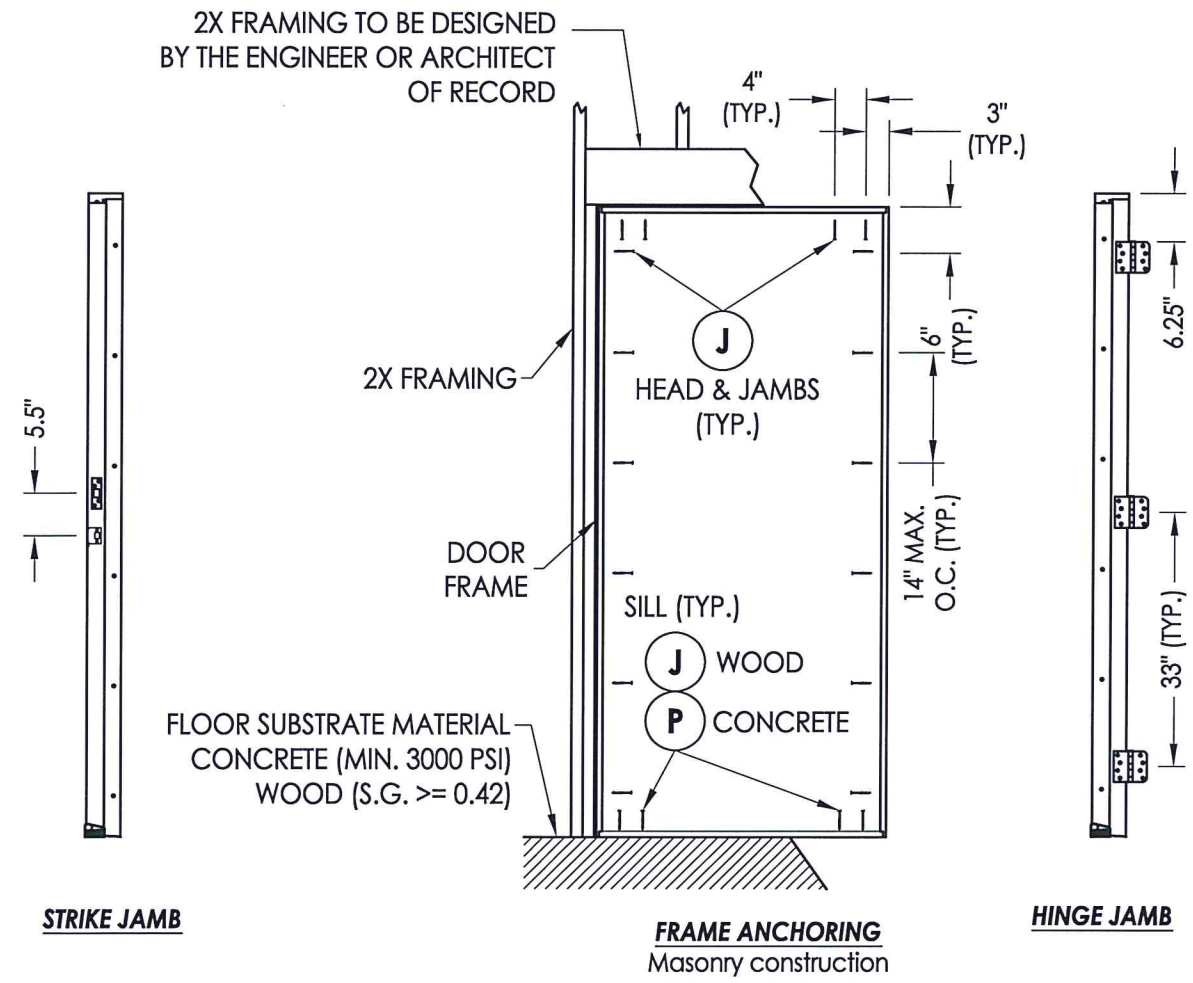 2X FRAMING TO BE DESIGNED
BY THE ENGINEER OR ARCHITECT
OF RECORD
4"
(TYP.)
3"
(TYP.)
6"
(TYP.)
6.25"
2X FRAMING
J
HEAD & JAMBS
(TYP.)
5.5"
14" MAX.
O.C. (TYP.)
DOOR
FRAME
SILL (TYP.)
J WOOD
P CONCRETE
33" (TYP.)
FLOOR SUBSTRATE MATERIAL
CONCRETE (MIN. 3000 PSI)
WOOD (S.G. >= 0.42)
STRIKE JAMB
FRAME ANCHORING
Masonry construction
HINGE JAMB